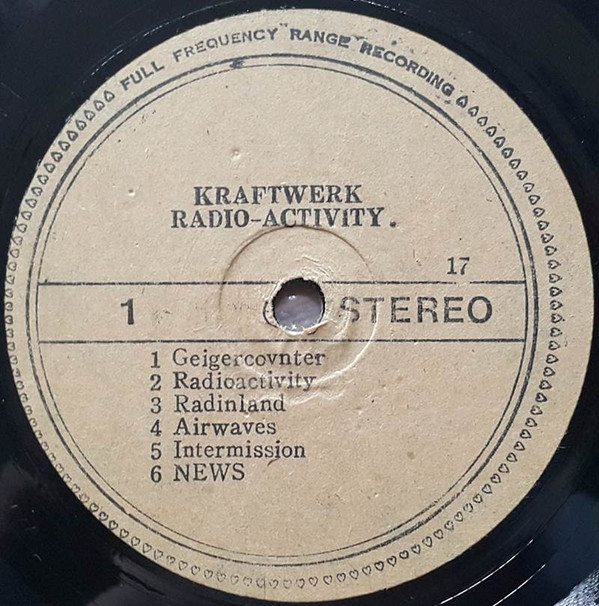 FULL FREQUENCY RANGE RECORDING
KRAFTWERK
RADIO-ACTIVITY.
17
1 STEREO
1 Geigercovnter
2 Radioactivity
3 Radinland
4 Airwaves
5 Intermission
6 NEWS